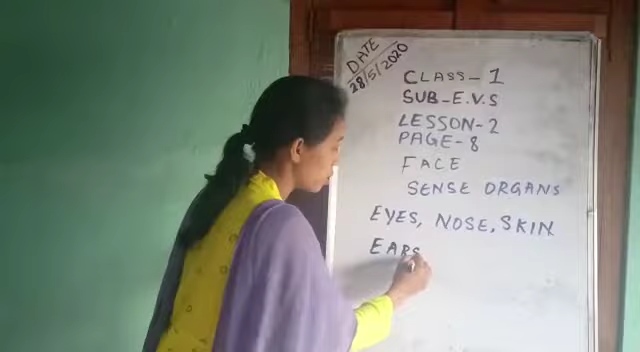 DATE
28/5/2020
CLASS-1
SUB-E.V.S
LESSON-2
PAGE-8
FACE
SENSE ORGANS
EYES, NOSE, SKIN
EARS